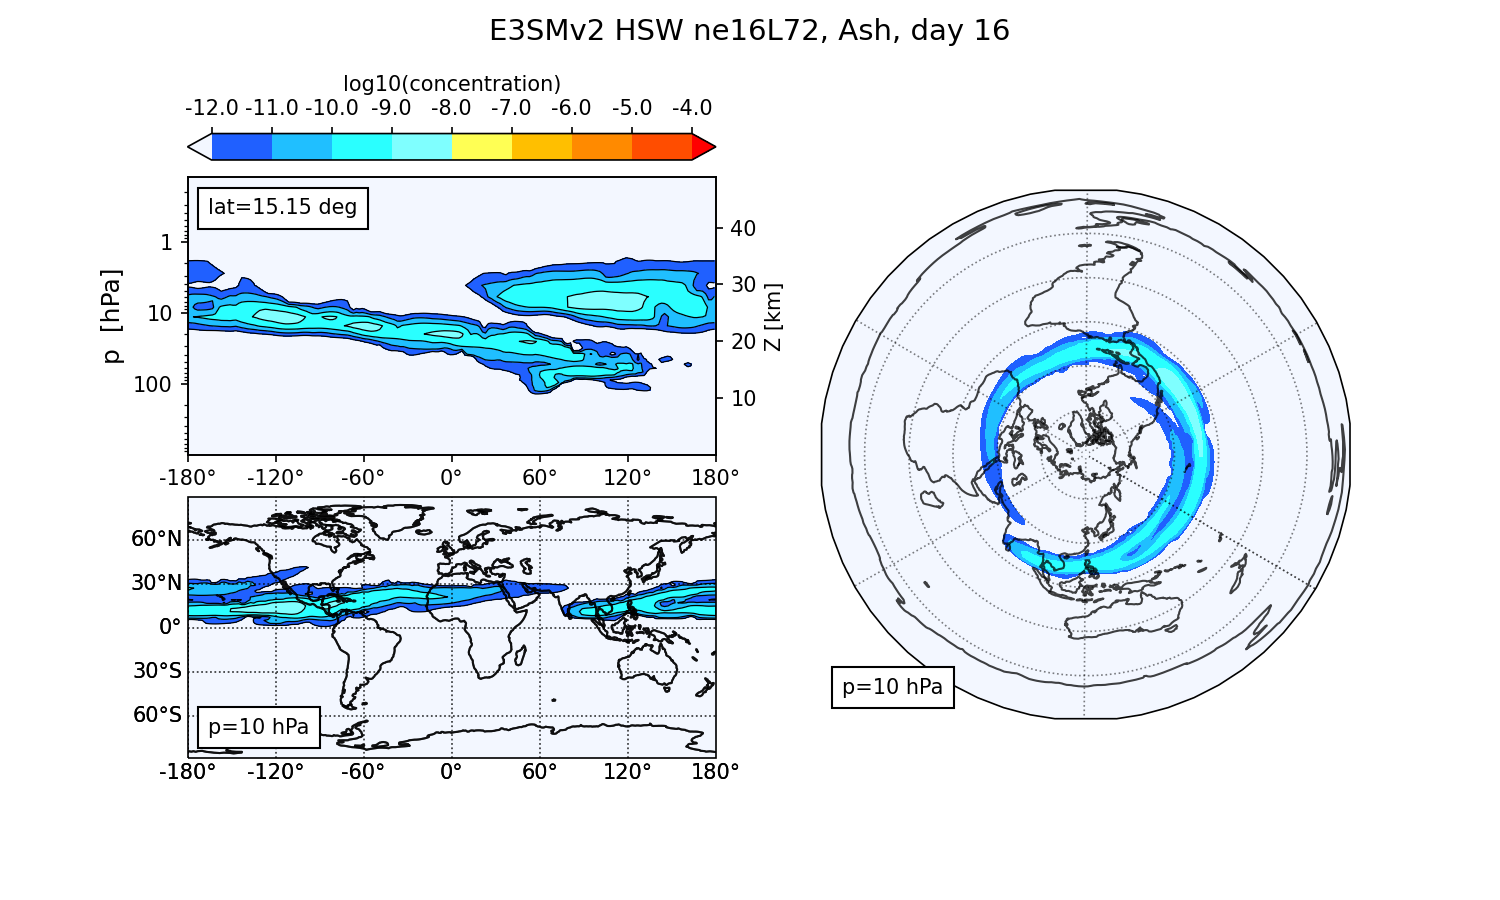 E3SMv2 HSW ne16L72, Ash, day 16
log10(concentration)
-12.0 -11.0 -10.0 -9.0 -8.0 -7.0 -6.0 -5.0 -4.0
lat=15.15 deg
p [hPa]
1
10
100
40
30
20
10
Z [km]
-180° -120° -60° 0° 60° 120° 180°
60°N
30°N
0°
30°S
60°S
p=10 hPa
-180° -120° -60° 0° 60° 120° 180°
p=10 hPa